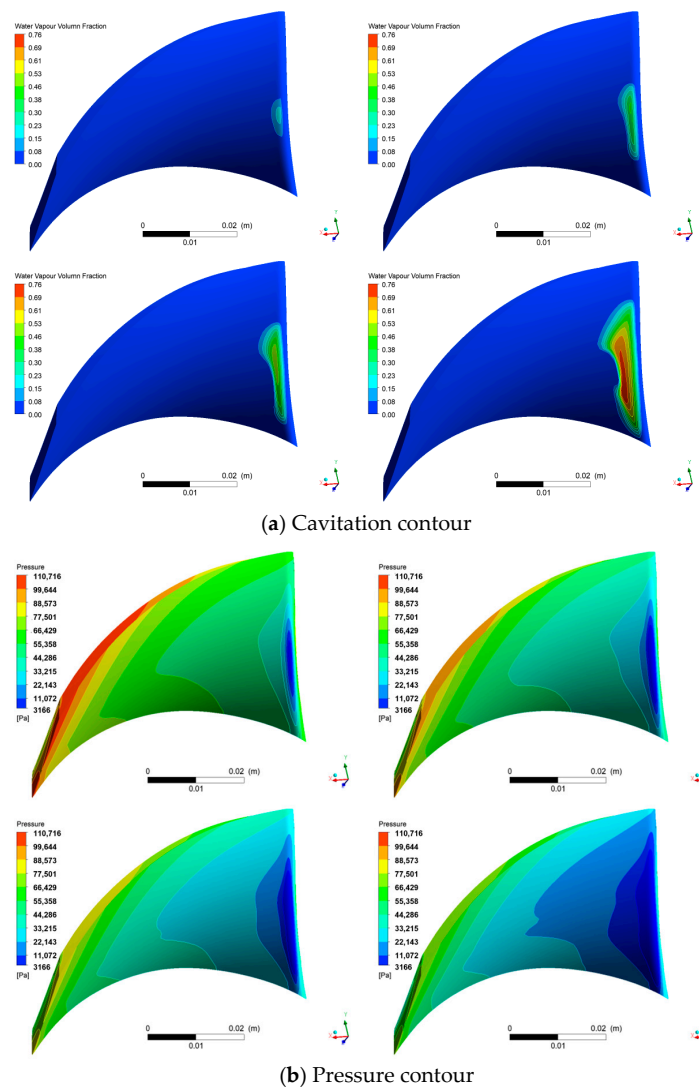 Water Vapour Volumn Fraction
0.76
0.69
0.61
0.53
0.46
0.38
0.30
0.23
0.15
0.08
0.00
0 0.02 (m)
0.01
Y
X
Water Vapour Volumn Fraction
0.76
0.69
0.61
0.53
0.46
0.38
0.30
0.23
0.15
0.08
0.00
0 0.02 (m)
0.01
Y
X
Water Vapour Volumn Fraction
0.76
0.69
0.61
0.53
0.46
0.38
0.30
0.23
0.15
0.08
0.00
0 0.02 (m)
0.01
Y
X
Water Vapour Volumn Fraction
0.76
0.69
0.61
0.53
0.46
0.38
0.30
0.23
0.15
0.08
0.00
0 0.02 (m)
0.01
Y
X
(a) Cavitation contour
Pressure
110,716
99,644
88,573
77,501
66,429
55,358
44,286
33,215
22,143
11,072
3166
[Pa]
0 0.02 (m)
0.01
Y
X
Pressure
110,716
99,644
88,573
77,501
66,429
55,358
44,286
33,215
22,143
11,072
3166
[Pa]
0 0.02 (m)
0.01
X
Pressure
110,716
99,644
88,573
77,501
66,429
55,358
44,286
33,215
22,143
11,072
3166
[Pa]
0 0.02 (m)
0.01
Y
X
Pressure
110,716
99,644
88,573
77,501
66,429
55,358
44,286
33,215
22,143
11,072
3166
[Pa]
0 0.02 (m)
0.01
X
(b) Pressure contour